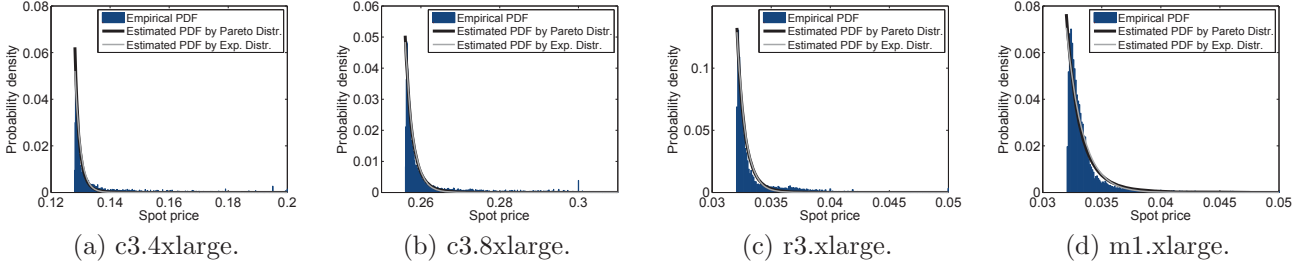 Empirical PDF
Estimated PDF by Pareto Distr.
Estimated PDF by Exp. Distr.
Probability density
0.08
0.06
0.04
0.02
0
0.12 0.14 0.16 0.18 0.2
Spot price
(a) c3.4xlarge.
Empirical PDF
Estimated PDF by Pareto Distr.
Estimated PDF by Exp. Distr.
Probability density
0.06
0.05
0.04
0.03
0.02
0.01
0
0.26 0.28 0.3
Spot price
(b) c3.8xlarge.
Empirical PDF
Estimated PDF by Pareto Distr.
Estimated PDF by Exp. Distr.
Probability density
0.1
0.05
0
0.03 0.035 0.04 0.045 0.05
Spot price
(c) r3.xlarge.
Empirical PDF
Estimated PDF by Pareto Distr.
Estimated PDF by Exp. Distr.
Probability density
0.08
0.06
0.04
0.02
0
0.03 0.035 0.04 0.045 0.05
Spot price
(d) m1.xlarge.